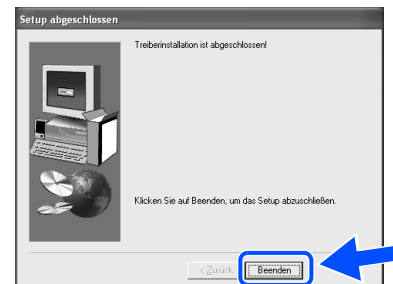 Setup abgeschlossen
Treiberinstallation ist abgeschlossen!
Klicken Sie auf Beenden, um das Setup abzuschließen.
< Zurück
Beenden